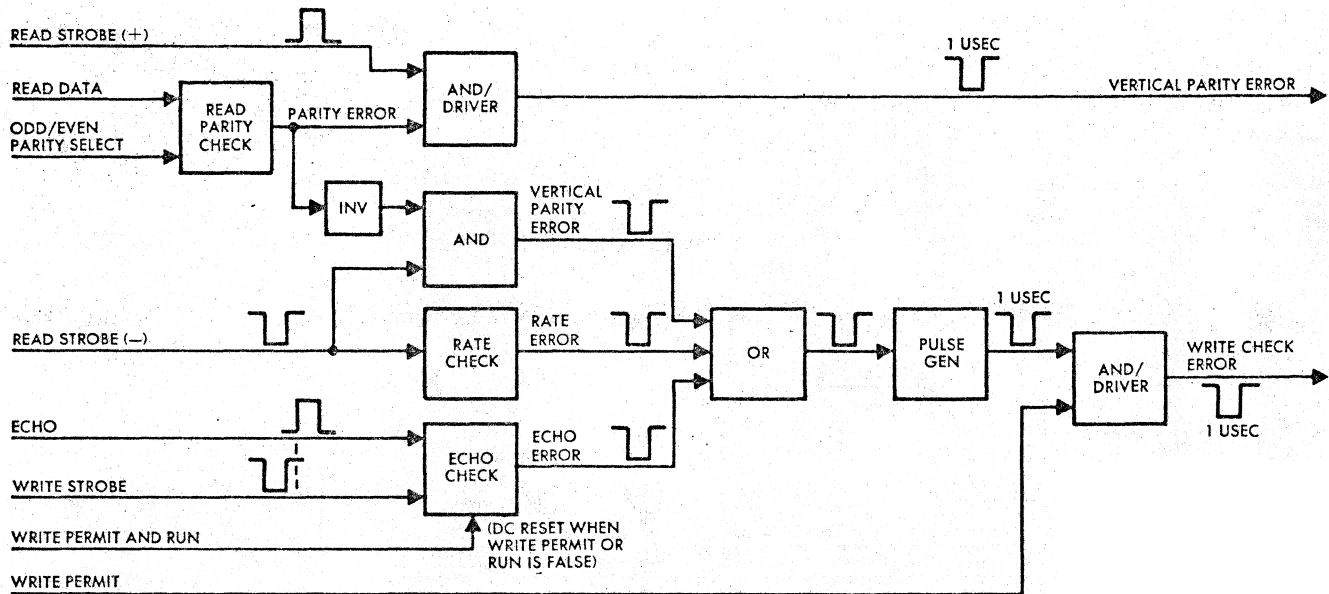 READ STROBE (+)
1 USEC
READ DATA
AND/
DRIVER
VERTICAL PARITY ERROR
READ
PARITY
CHECK
PARITY ERROR
ODD/EVEN
PARITY SELECT
INV
AND
VERTICAL
PARITY
ERROR
READ STROBE (—)
RATE
CHECK
RATE
ERROR
OR
PULSE
GEN
1 USEC
AND/
DRIVER
WRITE CHECK
ERROR
1 USEC
ECHO
ECHO
CHECK
ECHO
ERROR
WRITE STROBE
WRITE PERMIT AND RUN
(DC RESET WHEN
WRITE PERMIT OR
RUN IS FALSE)
WRITE PERMIT